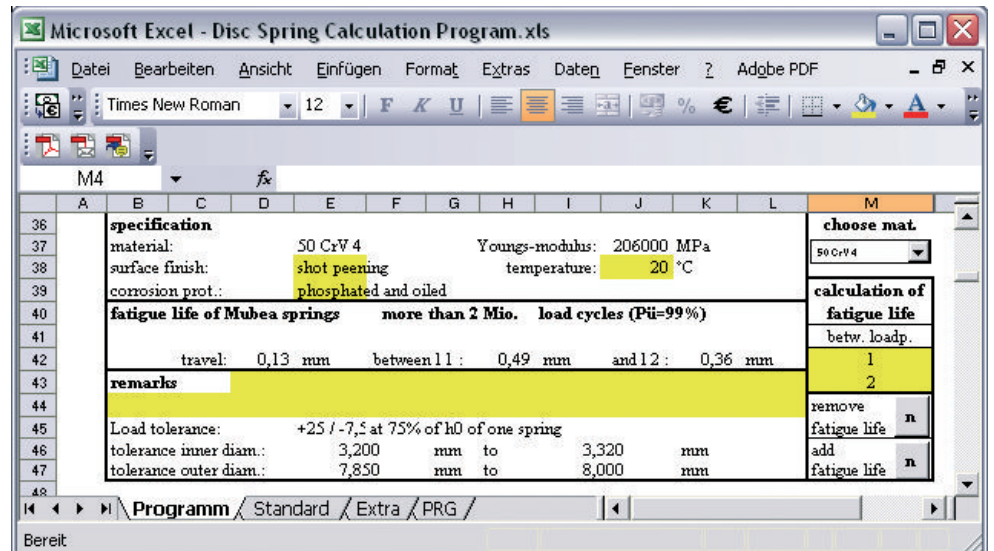 Microsoft Excel - Disc Spring Calculation Program.xls
Datei Bearbeiten Ansicht Einfügen Format Extras Daten Fenster ? Adobe PDF
Times New Roman 12 F K U % € A
M4 fx
A B C D E F G H I J K L M
36 specification choose mat.
37 material: 50 CrV 4 Youngs-modulus: 206000 MPa 50 CrV 4
38 surface finish: shot peening temperature: 20 °C
39 corrosion prot.: phosphated and oiled calculation of
40 fatigue life of Mubea springs more than 2 Mio. load cycles (Pü=99%) fatigue life
41 betw. loadp.
42 travel: 0,13 mm between l 1 : 0,49 mm and l 2 : 0,36 mm 1
43 remarks 2
44 remove
45 Load tolerance: +25 / -7,5 at 75% of h0 of one spring fatigue life n
46 tolerance inner diam.: 3,200 mm to 3,320 mm add
47 tolerance outer diam.: 7,850 mm to 8,000 mm fatigue life n
48
Programm Standard Extra PRG
Bereit